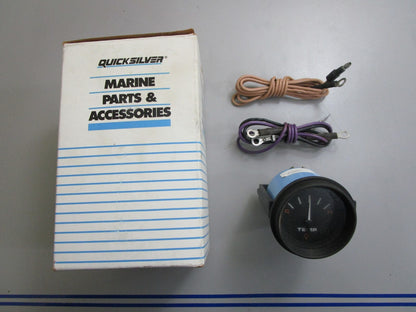 QUICKSILVER®
MARINE
PARTS &
ACCESSORIES
TEMP